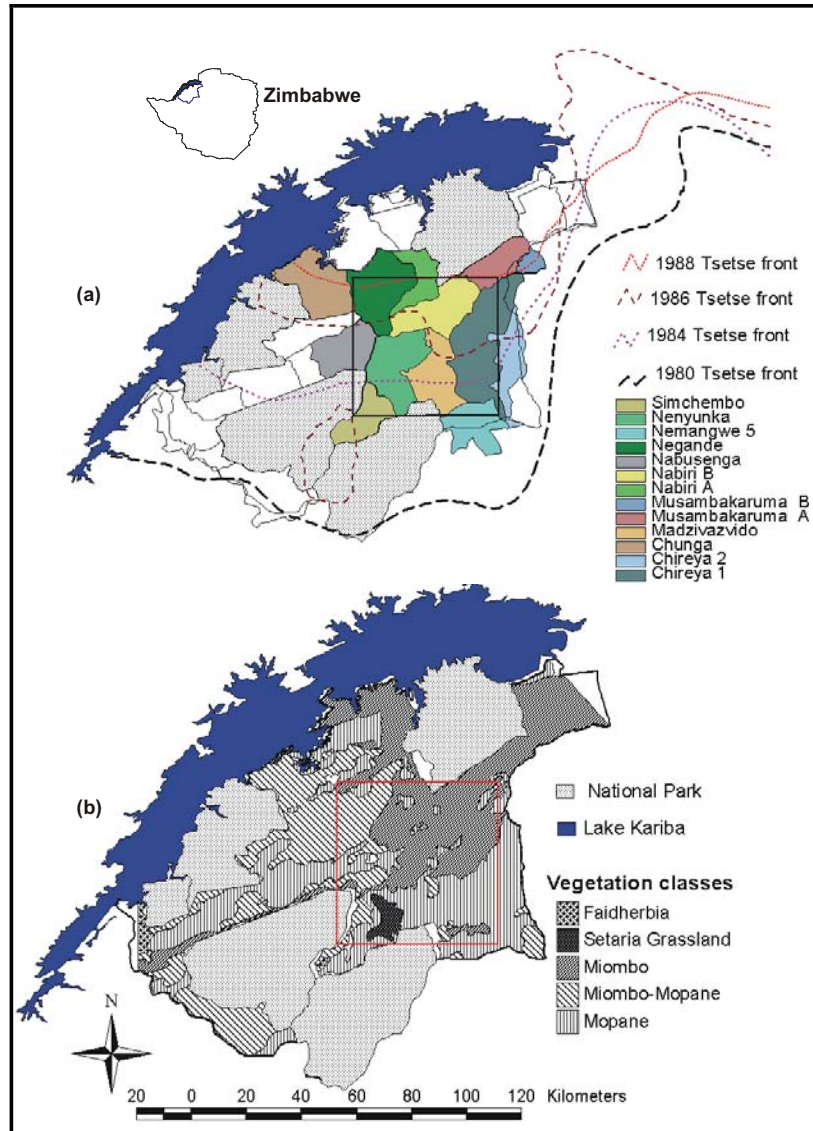 Zimbabwe
(a)
1988 Tsetse front
1986 Tsetse front
1984 Tsetse front
1980 Tsetse front
Simchembo
Nenyunka
Nemangwe 5
Negande
Nabusenga
Nabiri B
Nabiri A
Musambakaruma B
Musambakaruma A
Madzivazvido
Chunga
Chireya 2
Chireya 1
(b)
National Park
Lake Kariba
Vegetation classes
Faidherbia
Setaria Grassland
Miombo
Miombo-Mopane
Mopane
N
20 0 20 40 60 80 100 120 Kilometers